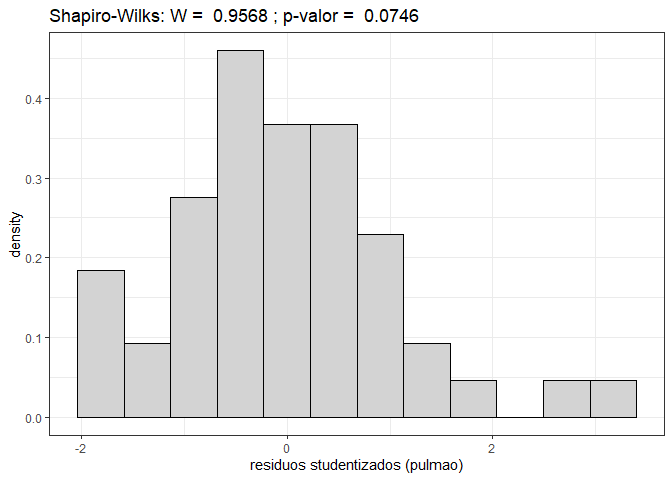 Shapiro-Wilks: W =  0.9568 ; p-valor =  0.0746
density
0.4
0.3
0.2
0.1
0.0
-2
0
2
residuos studentizados (pulmao)